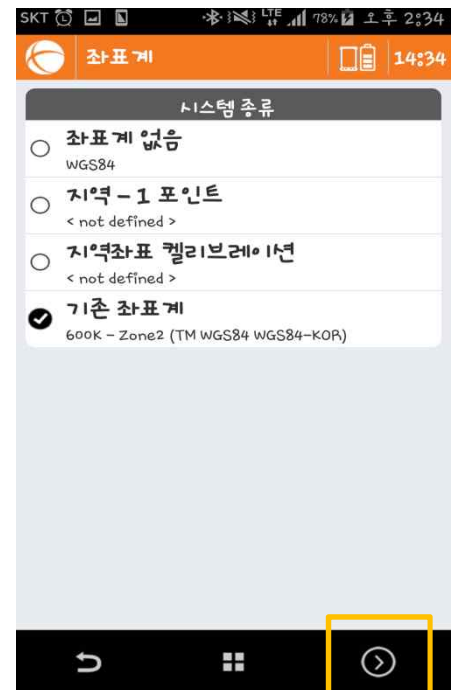 SKT LTE 78% 오후 2:34
좌표계 14:34
시스템 종류
좌표계 없음
WGS84
지역 - 1 포인트
< not defined >
지역좌표 켈리브레이션
< not defined >
기존 좌표계
600K - Zone2 (TM WGS84 WGS84-KOR)